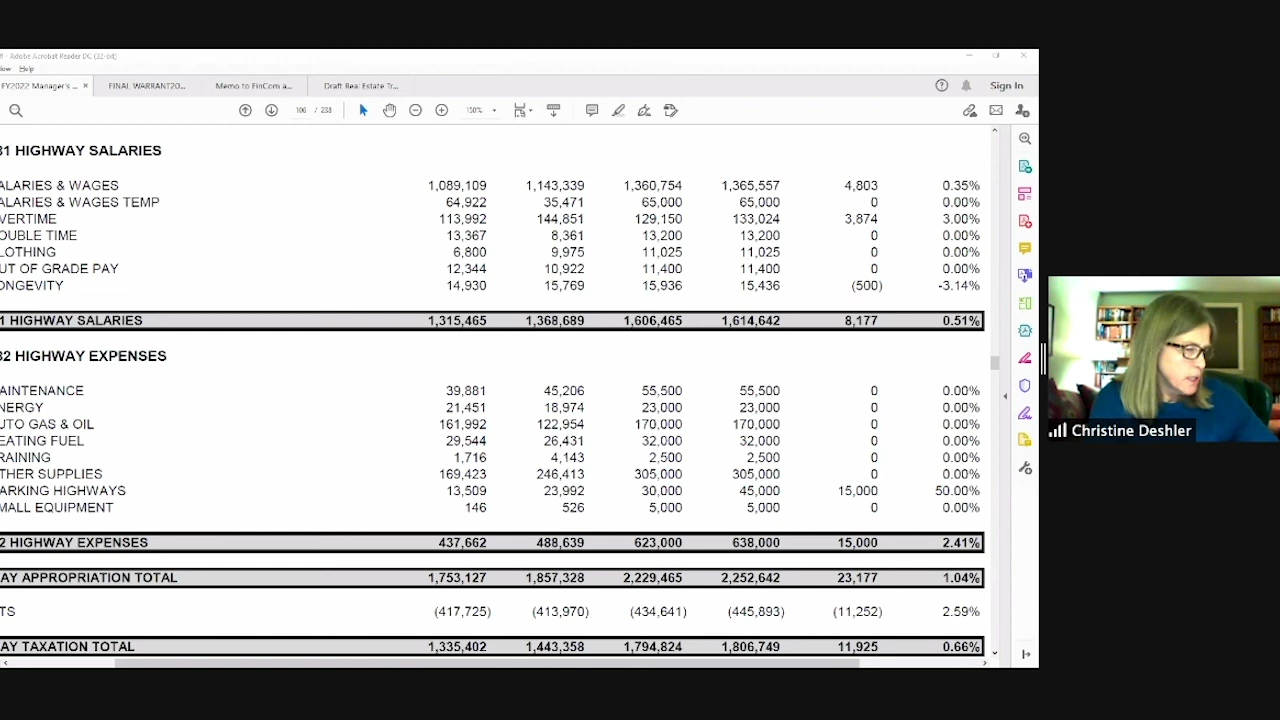 - Adobe Acrobat Reader DC (32-bit)
Help
FY2022 Manager's ... × FINAL WARRANT20... Memo to FinCom a... Draft Real Estate Tr... Sign In
106 / 233 150%
31 HIGHWAY SALARIES
ALARIES & WAGES 1,089,109 1,143,339 1,360,754 1,365,557 4,803 0.35%
ALARIES & WAGES TEMP 64,922 35,471 65,000 65,000 0 0.00%
VERTIME 113,992 144,851 129,150 133,024 3,874 3.00%
OUBLE TIME 13,367 8,361 13,200 13,200 0 0.00%
LOTHING 6,800 9,975 11,025 11,025 0 0.00%
UT OF GRADE PAY 12,344 10,922 11,400 11,400 0 0.00%
ONGEVITY 14,930 15,769 15,936 15,436 (500) -3.14%
1 HIGHWAY SALARIES 1,315,465 1,368,689 1,606,465 1,614,642 8,177 0.51%
32 HIGHWAY EXPENSES
AINTENANCE 39,881 45,206 55,500 55,500 0 0.00%
NERGY 21,451 18,974 23,000 23,000 0 0.00%
UTO GAS & OIL 161,992 122,954 170,000 170,000 0 0.00%
EATING FUEL 29,544 26,431 32,000 32,000 0 0.00%
RAINING 1,716 4,143 2,500 2,500 0 0.00%
THER SUPPLIES 169,423 246,413 305,000 305,000 0 0.00%
ARKING HIGHWAYS 13,509 23,992 30,000 45,000 15,000 50.00%
MALL EQUIPMENT 146 526 5,000 5,000 0 0.00%
2 HIGHWAY EXPENSES 437,662 488,639 623,000 638,000 15,000 2.41%
AY APPROPRIATION TOTAL 1,753,127 1,857,328 2,229,465 2,252,642 23,177 1.04%
TS (417,725) (413,970) (434,641) (445,893) (11,252) 2.59%
AY TAXATION TOTAL 1,335,402 1,443,358 1,794,824 1,806,749 11,925 0.66%
Christine Deshler